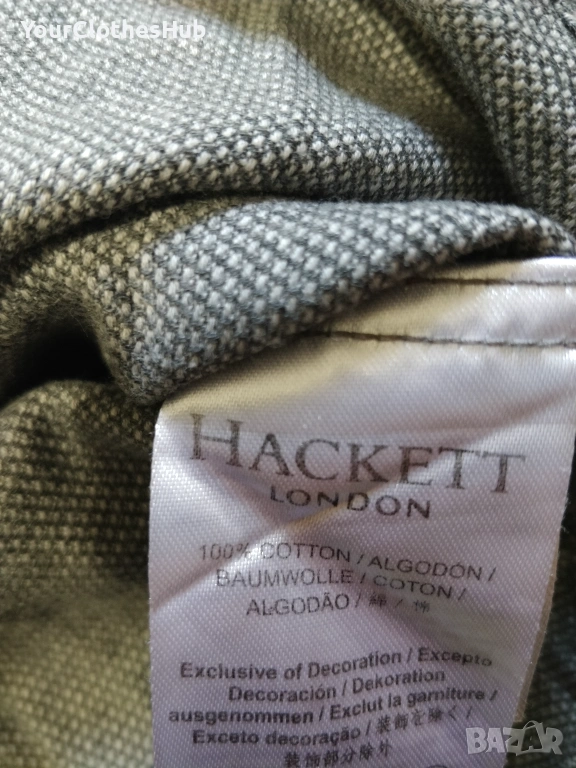 YourClothesHub
HACKETT
LONDON
100% COTTON / ALGODÓN /
BAUMWOLLE / COTON /
ALGODÃO / 綿 / 棉
Exclusive of Decoration / Excepto
Decoración / Dekoration
ausgenommen / Exclut la garniture /
Exceto decoração / 装飾を除く /
装饰部分除外
BAZAR